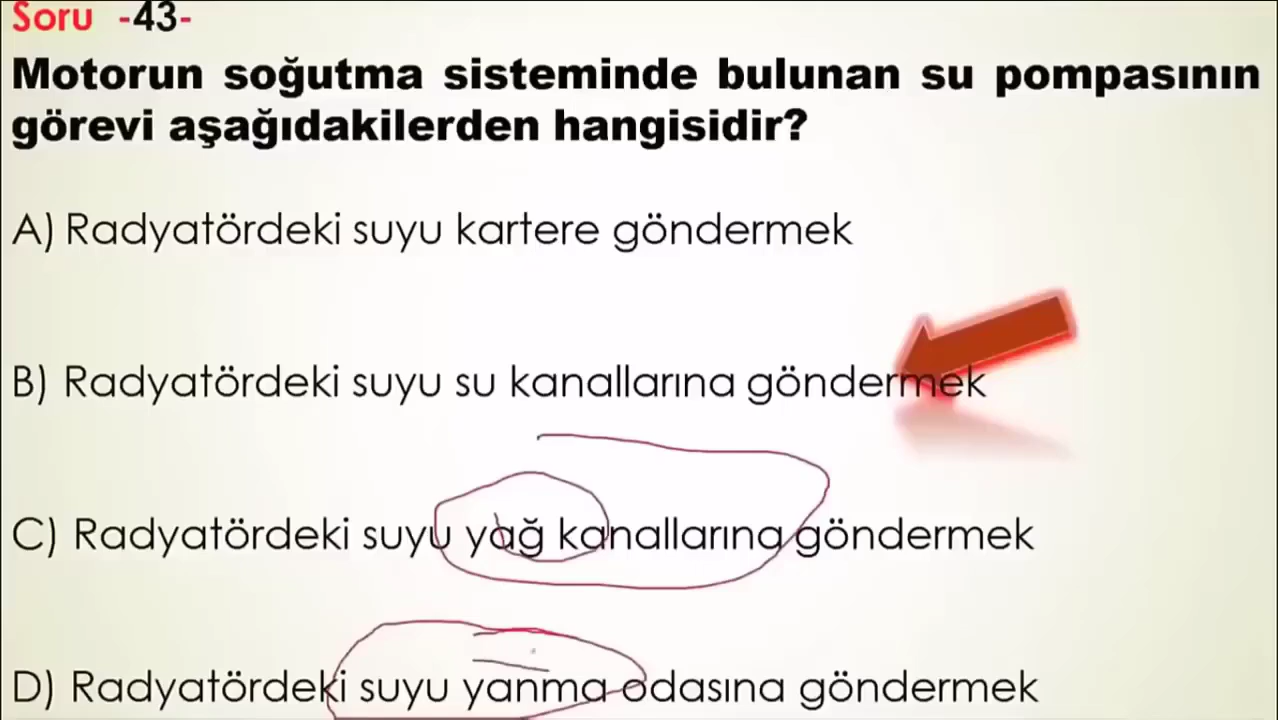 Soru -43-
Motorun soğutma sisteminde bulunan su pompasının
görevi aşağıdakilerden hangisidir?
A) Radyatördeki suyu kartere göndermek
B) Radyatördeki suyu su kanallarına göndermek
C) Radyatördeki suyu yağ kanallarına göndermek
D) Radyatördeki suyu yanma odasına göndermek